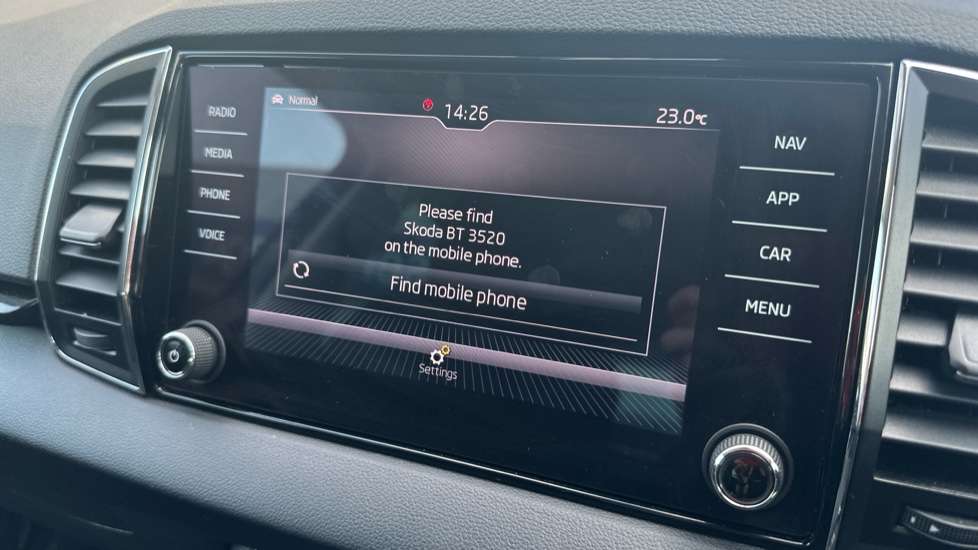 Normal
14:26
23.0°C
RADIO
MEDIA
PHONE
VOICE
Please find
Skoda BT 3520
on the mobile phone.
Find mobile phone
Settings
NAV
APP
CAR
MENU